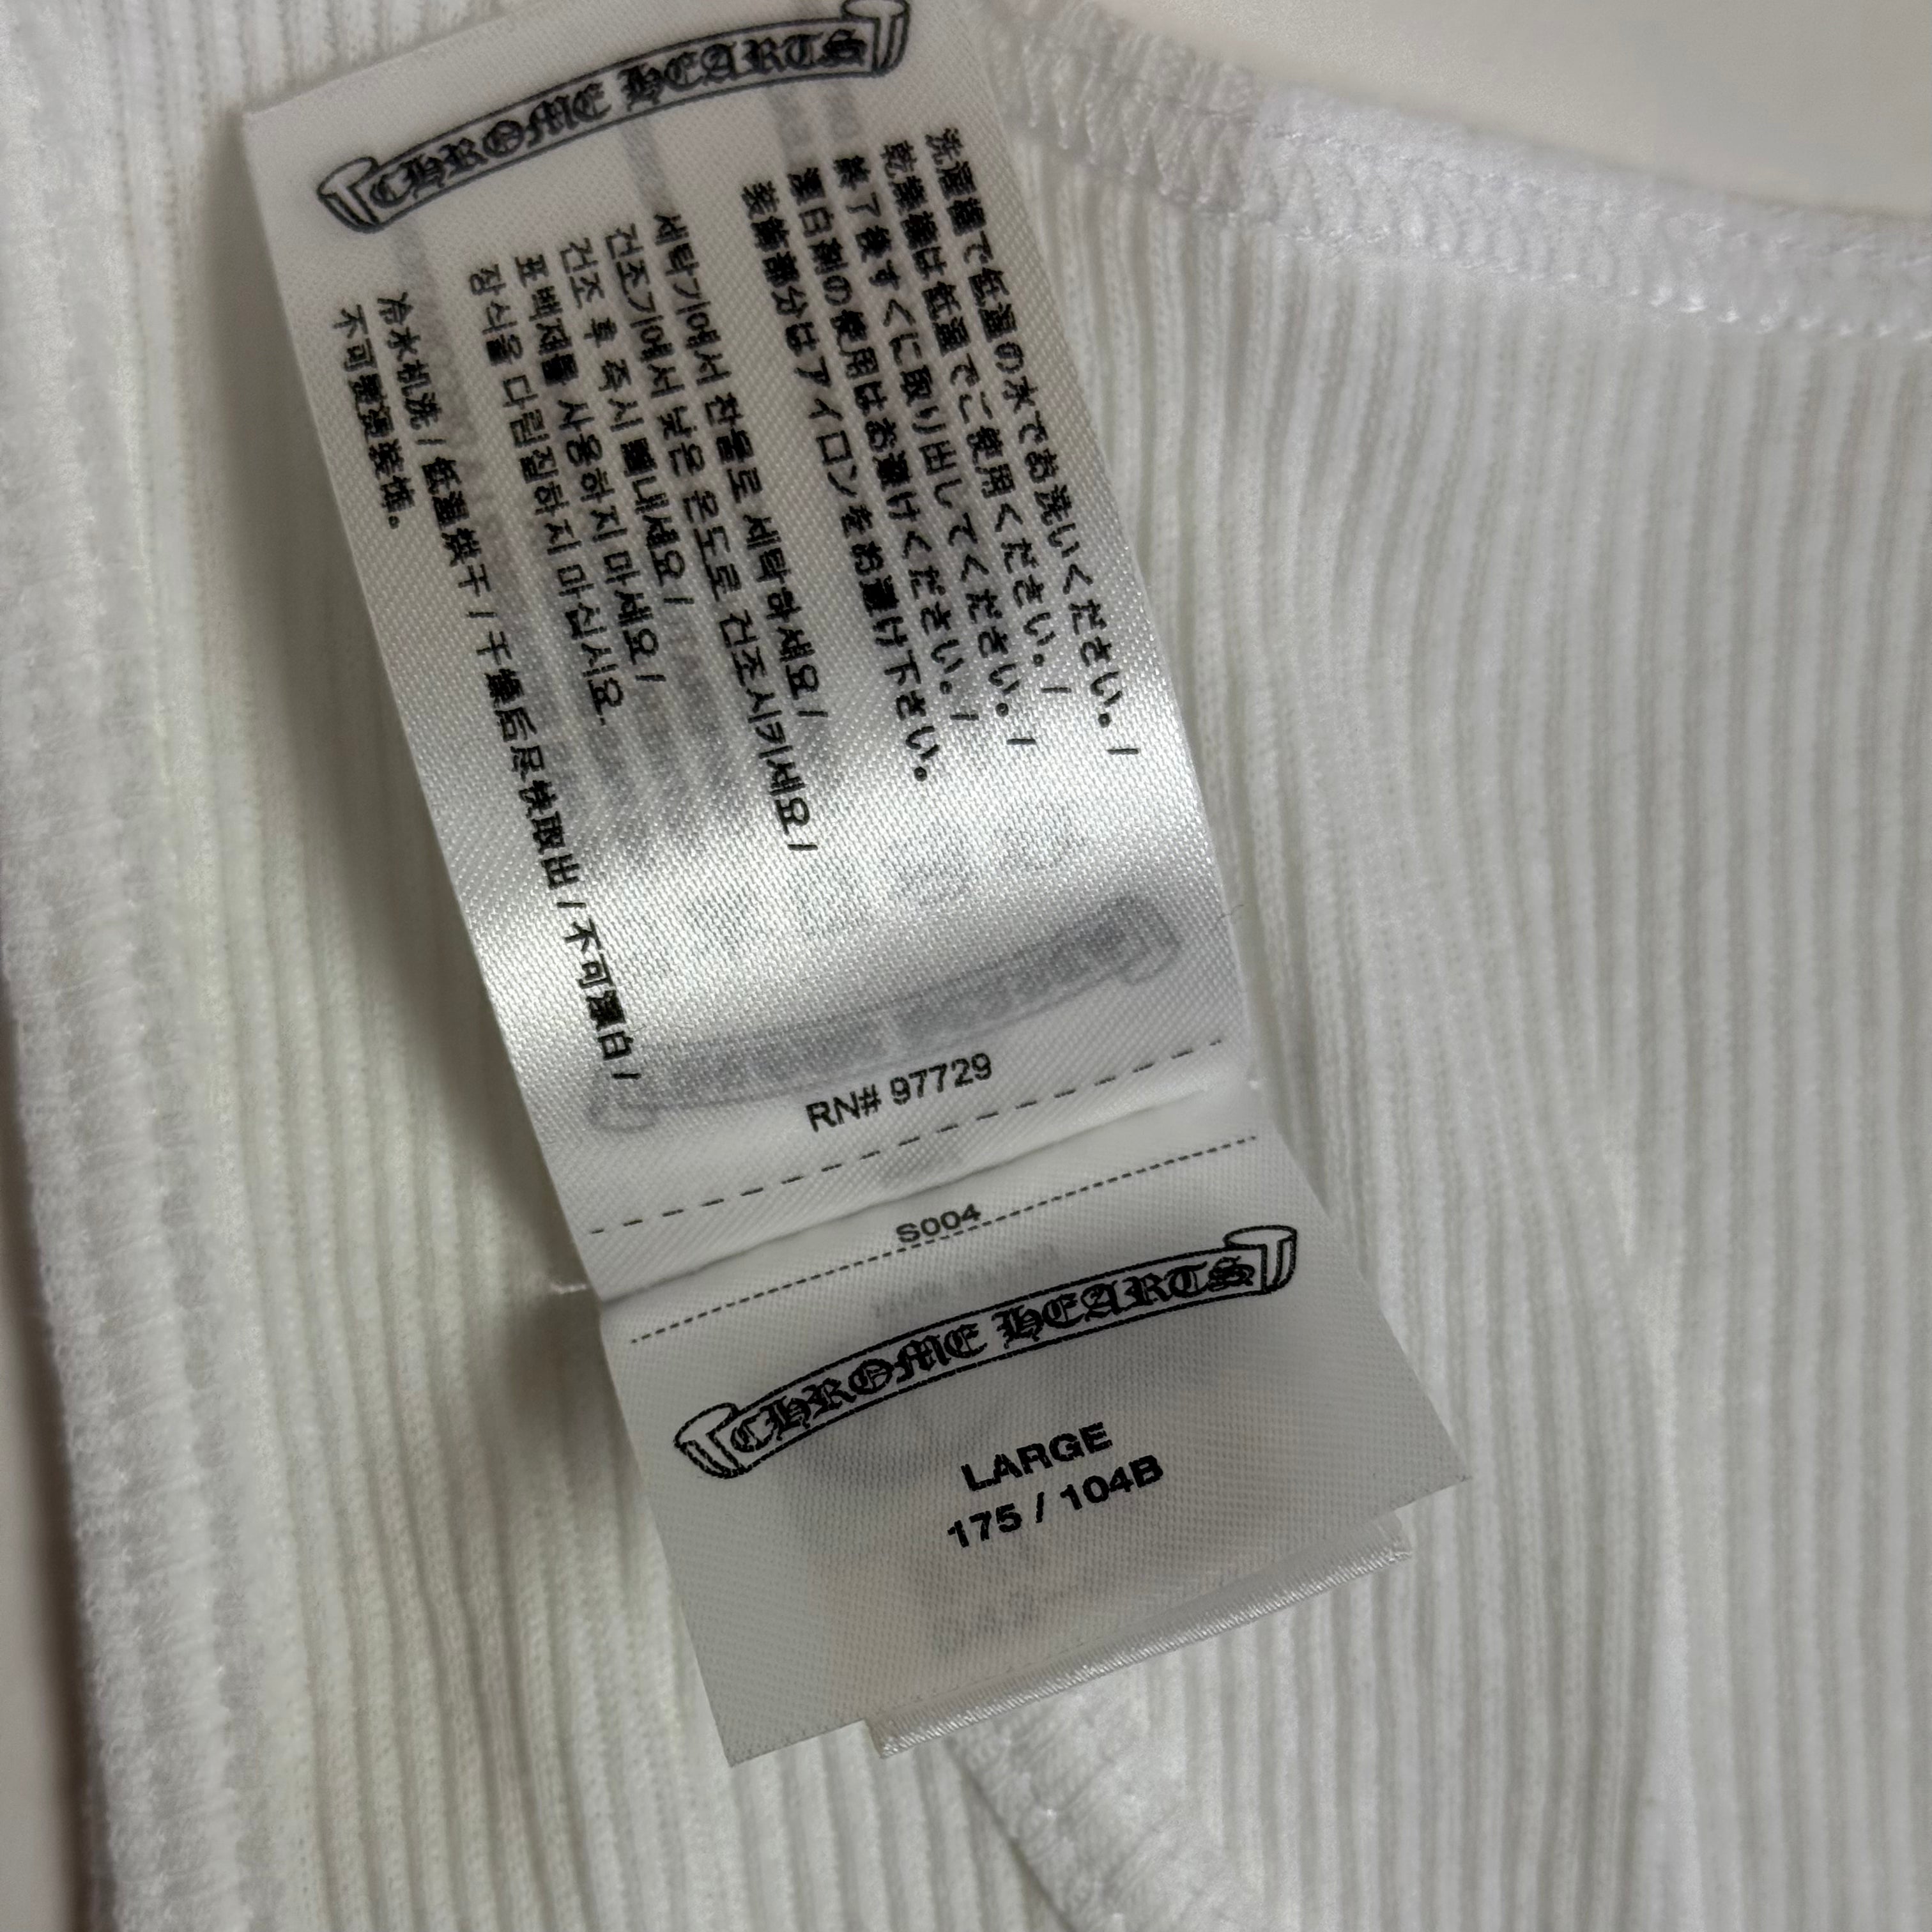 CHROME HEARTS
洗濯機で低温の水でお洗いください。/
乾燥機は低温でご使用ください。/
終了後すぐに取り出してください。/
漂白剤の使用はお避けください。/
装飾部分はアイロンをお避け下さい。
세탁기에서 찬물로 세탁하세요 /
건조기에서 낮은 온도로 건조시키세요 /
건조 후 즉시 꺼내세요 /
표백제를 사용하지 마세요 /
장식을 다림질하지 마십시오.
冷水机洗 / 低温烘干 / 干燥后尽快取出 / 不可漂白 /
不可熨烫装饰。
RN# 97729
S004
CHROME HEARTS
LARGE
175 / 104B